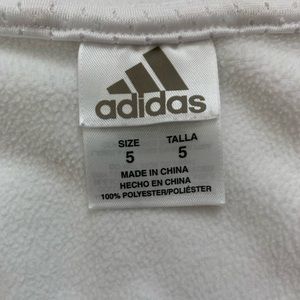 adidas
SIZE TALLA
5 5
MADE IN CHINA
HECHO EN CHINA
100% POLYESTER/POLIÉSTER